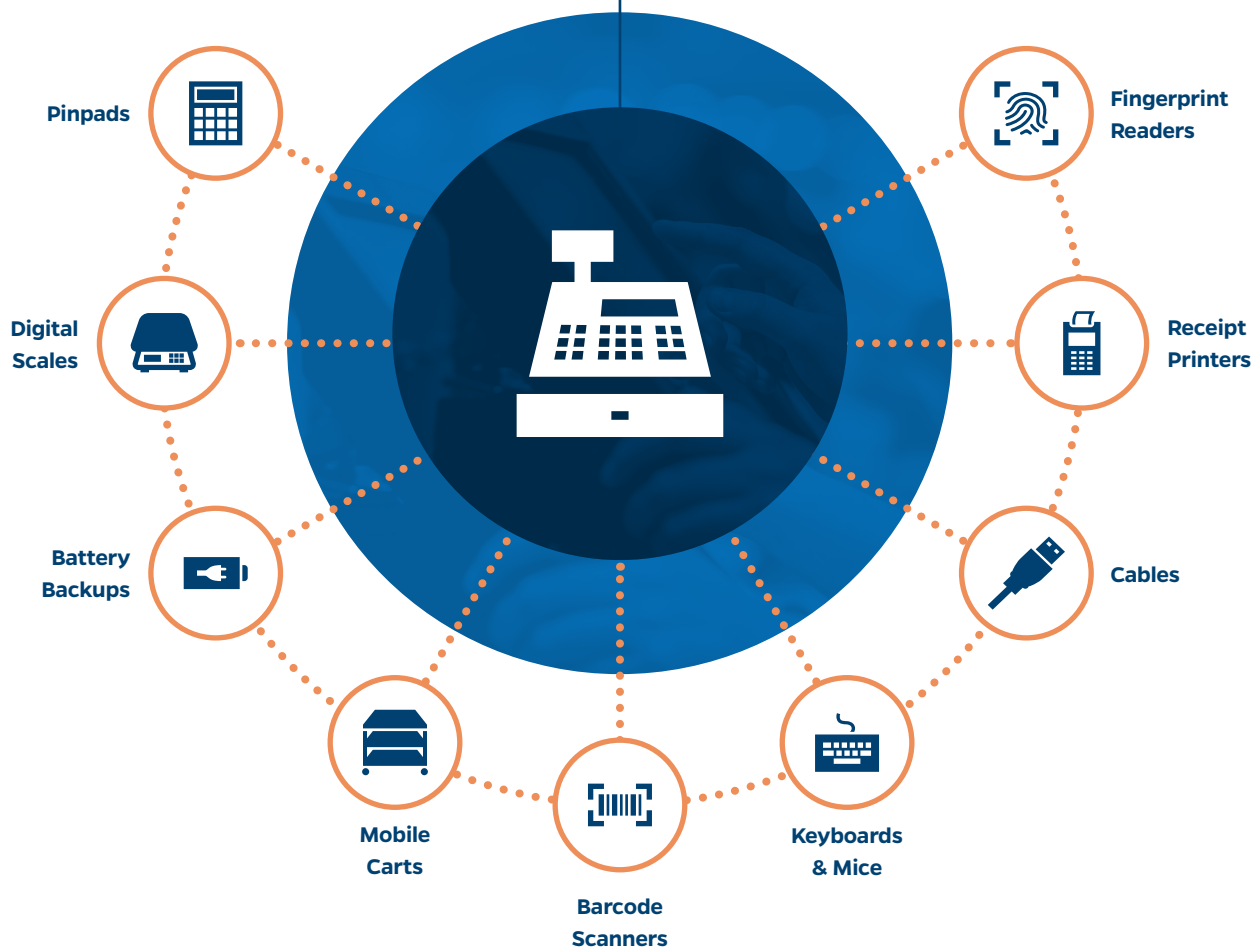 Pinpads
Fingerprint
Readers
Digital
Scales
Receipt
Printers
Battery
Backups
Cables
Mobile
Carts
Keyboards
& Mice
Barcode
Scanners